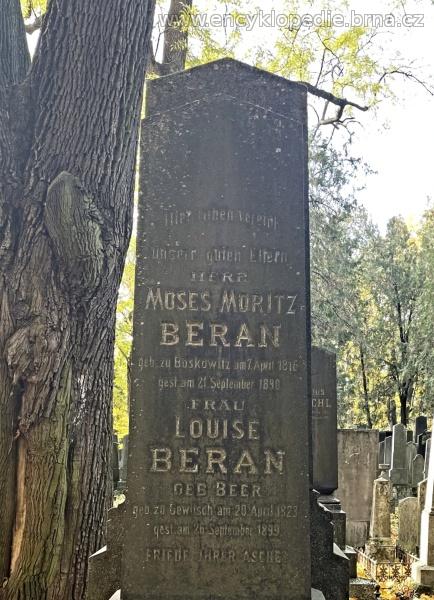 www.encyklopedie.brna.cz
Hier ruhen vereint
unsere guten Eltern
HERR
MOSES MORITZ
BERAN
geb. zu Boskowitz am 7. April 1816
gest. am 21. September 1890
FRAU
LOUISE
BERAN
GEB BEER
geb. zu Gewitsch am 20. April 1823
gest. am 26. September 1899
FRIEDE IHRER ASCHE
CHL